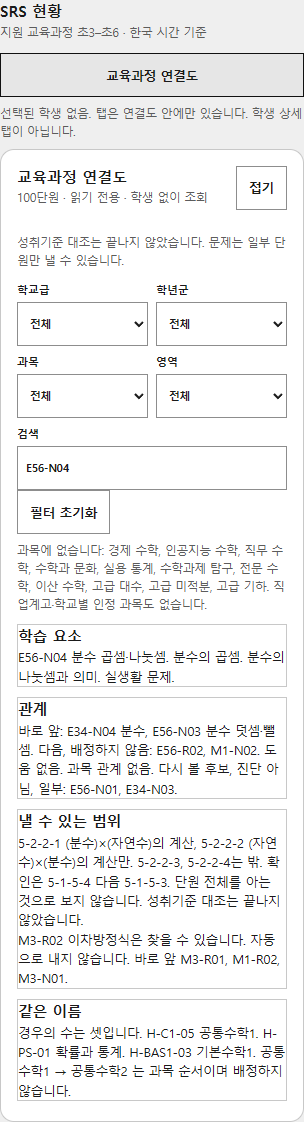 SRS 현황
지원 교육과정 초3–초6 · 한국 시간 기준
교육과정 연결도
선택된 학생 없음. 탭은 연결도 안에만 있습니다. 학생 상세
탭이 아닙니다.
교육과정 연결도
100단원 · 읽기 전용 · 학생 없이 조회
접기
성취기준 대조는 끝나지 않았습니다. 문제는 일부 단
원만 낼 수 있습니다.
학교급
학년군
전체
전체
과목
영역
전체
전체
검색
E56-N04
필터 초기화
과목에 없습니다: 경제 수학, 인공지능 수학, 직무 수
학, 수학과 문화, 실용 통계, 수학과제 탐구, 전문 수
학, 이산 수학, 고급 대수, 고급 미적분, 고급 기하. 직
업계고·학교별 인정 과목도 없습니다.
학습 요소
E56-N04 분수 곱셈·나눗셈. 분수의 곱셈. 분수의
나눗셈과 의미. 실생활 문제.
관계
바로 앞: E34-N04 분수, E56-N03 분수 덧셈·뺄
셈. 다음, 배정하지 않음: E56-R02, M1-N02. 도
움 없음. 과목 관계 없음. 다시 볼 후보, 진단 아
님, 일부: E56-N01, E34-N03.
낼 수 있는 범위
5-2-2-1 (분수)×(자연수)의 계산, 5-2-2-2 (자연
수)×(분수)의 계산만. 5-2-2-3, 5-2-2-4는 밖. 확
인은 5-1-5-4 다음 5-1-5-3. 단원 전체를 아는
것으로 보지 않습니다. 성취기준 대조는 끝나지
않았습니다.
M3-R02 이차방정식은 찾을 수 있습니다. 자동
으로 내지 않습니다. 바로 앞 M3-R01, M1-R02,
M3-N01.
같은 이름
경우의 수는 셋입니다. H-C1-05 공통수학1. H-
PS-01 확률과 통계. H-BAS1-03 기본수학1. 공통
수학1 → 공통수학2 는 과목 순서이며 배정하지
않습니다.